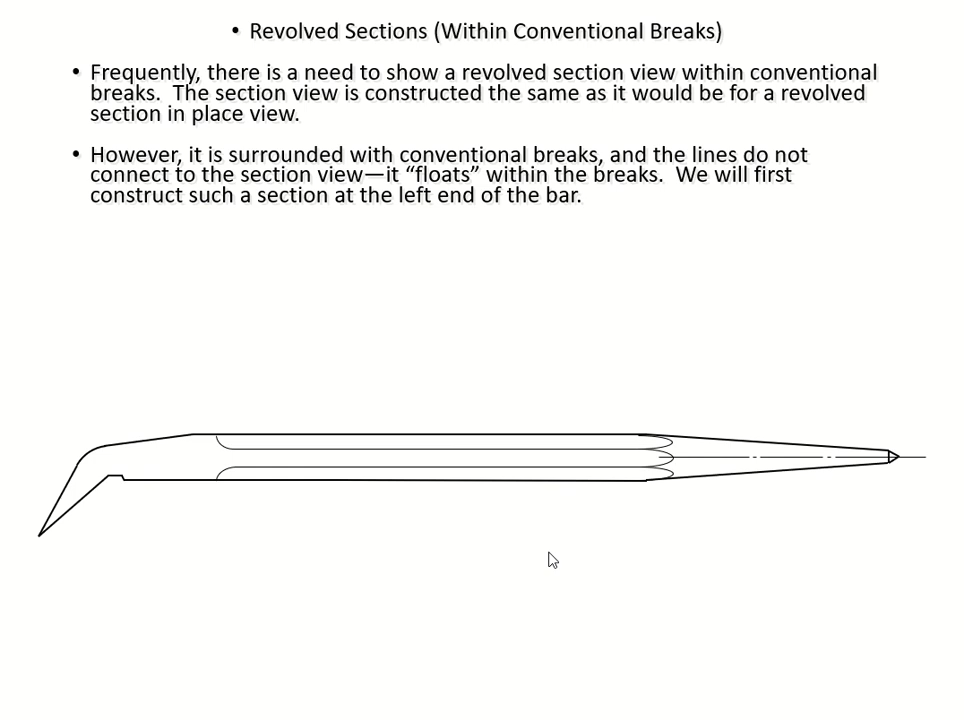 • Revolved Sections (Within Conventional Breaks)
• Frequently, there is a need to show a revolved section view within conventional
breaks.  The section view is constructed the same as it would be for a revolved
section in place view.
• However, it is surrounded with conventional breaks, and the lines do not
connect to the section view—it “floats” within the breaks.  We will first
construct such a section at the left end of the bar.